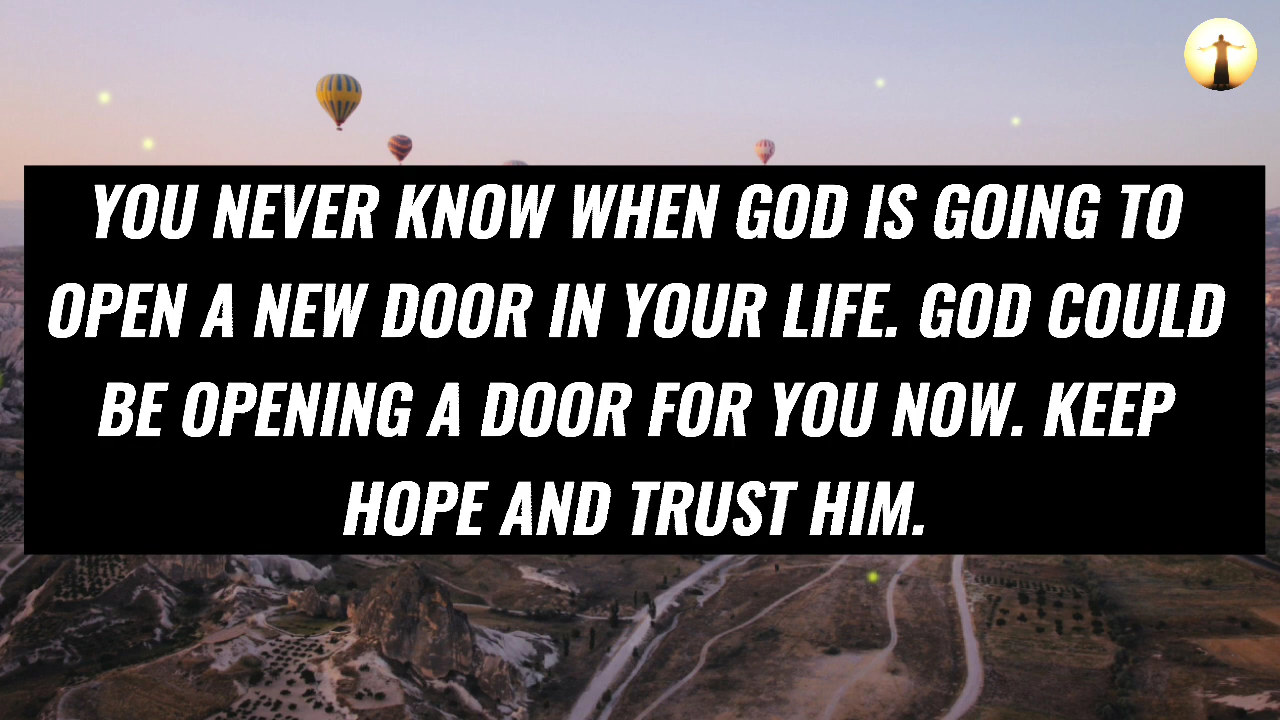 YOU NEVER KNOW WHEN GOD IS GOING TO
OPEN A NEW DOOR IN YOUR LIFE. GOD COULD
BE OPENING A DOOR FOR YOU NOW. KEEP
HOPE AND TRUST HIM.